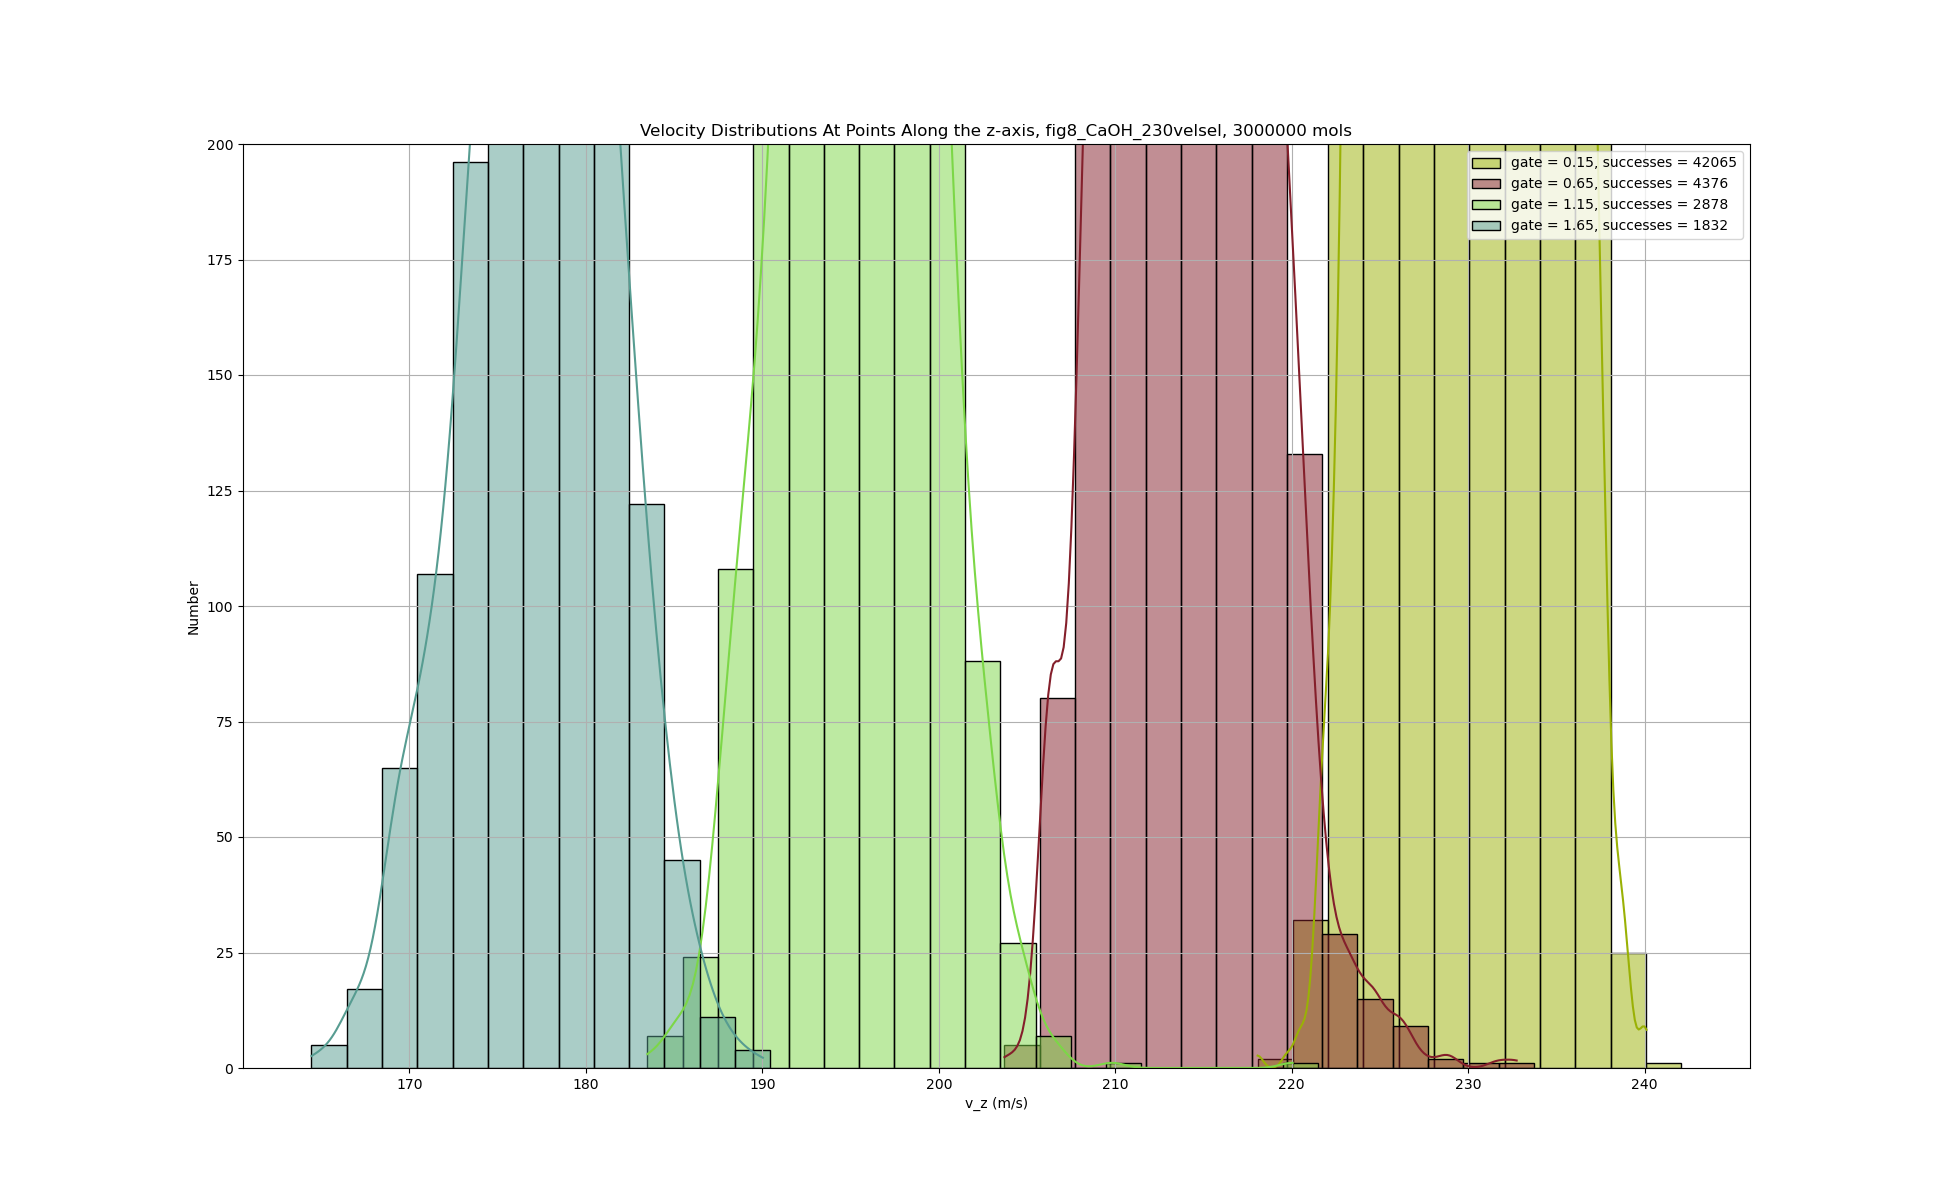 Velocity Distributions At Points Along the z-axis, fig8_CaOH_230velsel, 3000000 mols
gate = 0.15, successes = 42065
gate = 0.65, successes = 4376
gate = 1.15, successes = 2878
gate = 1.65, successes = 1832
200
175
150
125
100
75
50
25
0
Number
170 180 190 200 210 220 230 240
v_z (m/s)